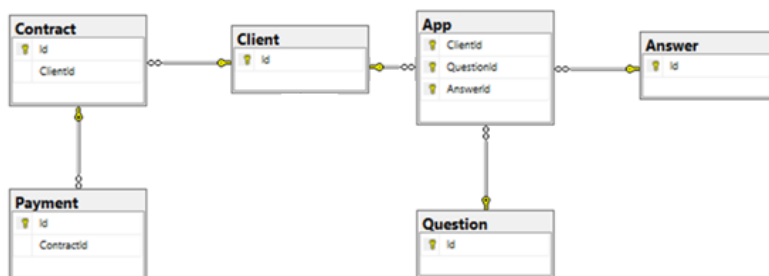 Contract
Id
ClientId
Client
Id
App
ClientId
QuestionId
AnswerId
Answer
Id
Payment
Id
ContractId
Question
Id